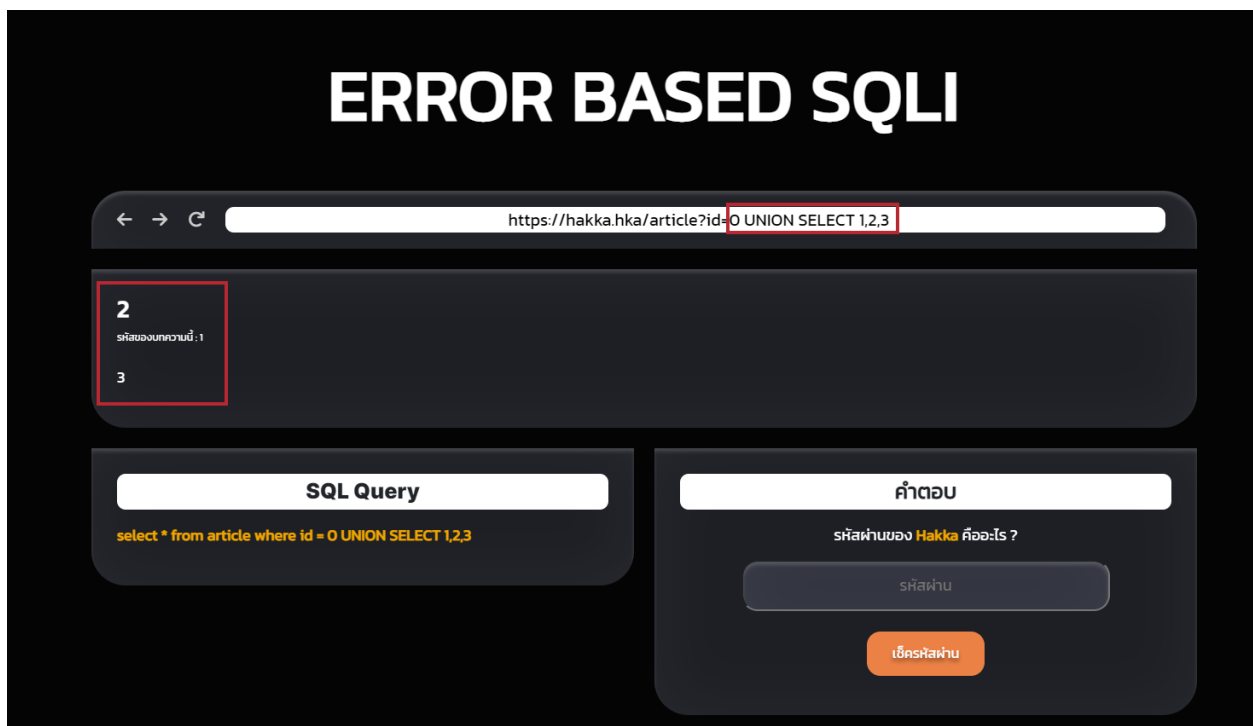 ERROR BASED SQLI
https://hakka.hka/article?id=0 UNION SELECT 1,2,3
2
รหัสของบทความนี้ : 1
3
SQL Query
select * from article where id = 0 UNION SELECT 1,2,3
คำตอบ
รหัสผ่านของ Hakka คืออะไร ?
รหัสผ่าน
เช็ครหัสผ่าน